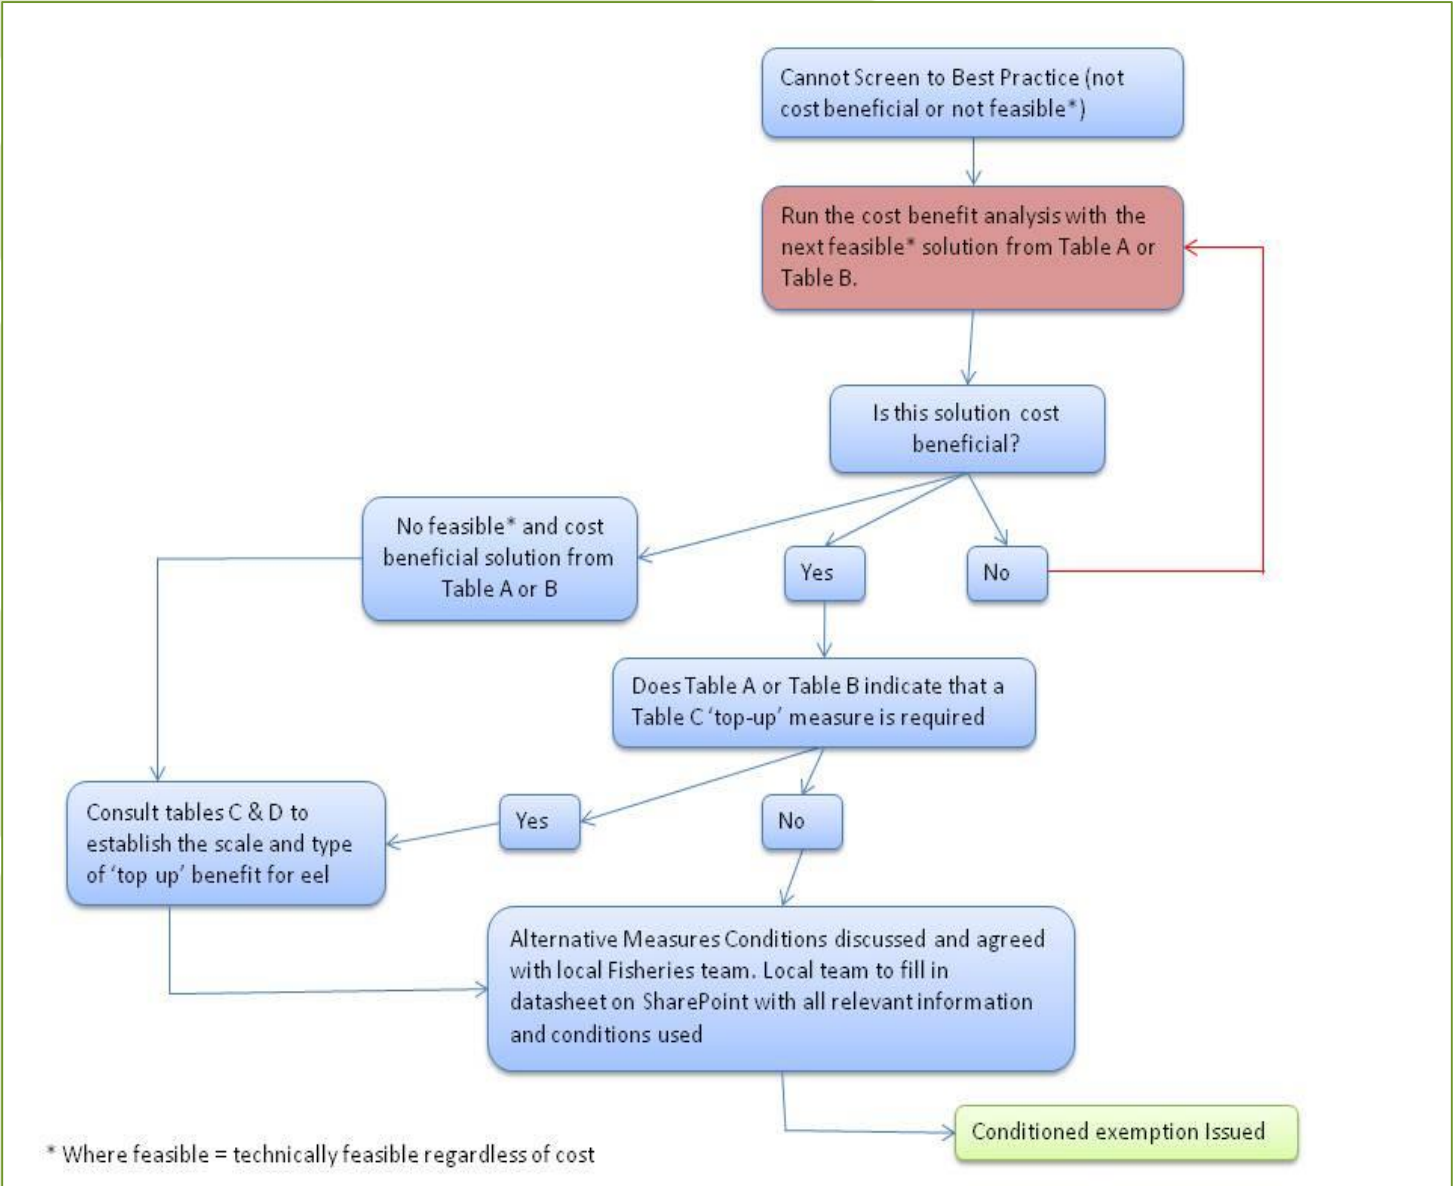 Cannot Screen to Best Practice (not
cost beneficial or not feasible*)
Run the cost benefit analysis with the
next feasible* solution from Table A or
Table B.
Is this solution cost
beneficial?
No feasible* and cost
beneficial solution from
Table A or B
Yes
No
Does Table A or Table B indicate that a
Table C ‘top-up’ measure is required
Consult tables C & D to
establish the scale and type
of ‘top up’ benefit for eel
Yes
No
Alternative Measures Conditions discussed and agreed
with local Fisheries team. Local team to fill in
datasheet on SharePoint with all relevant information
and conditions used
Conditioned exemption Issued
* Where feasible = technically feasible regardless of cost